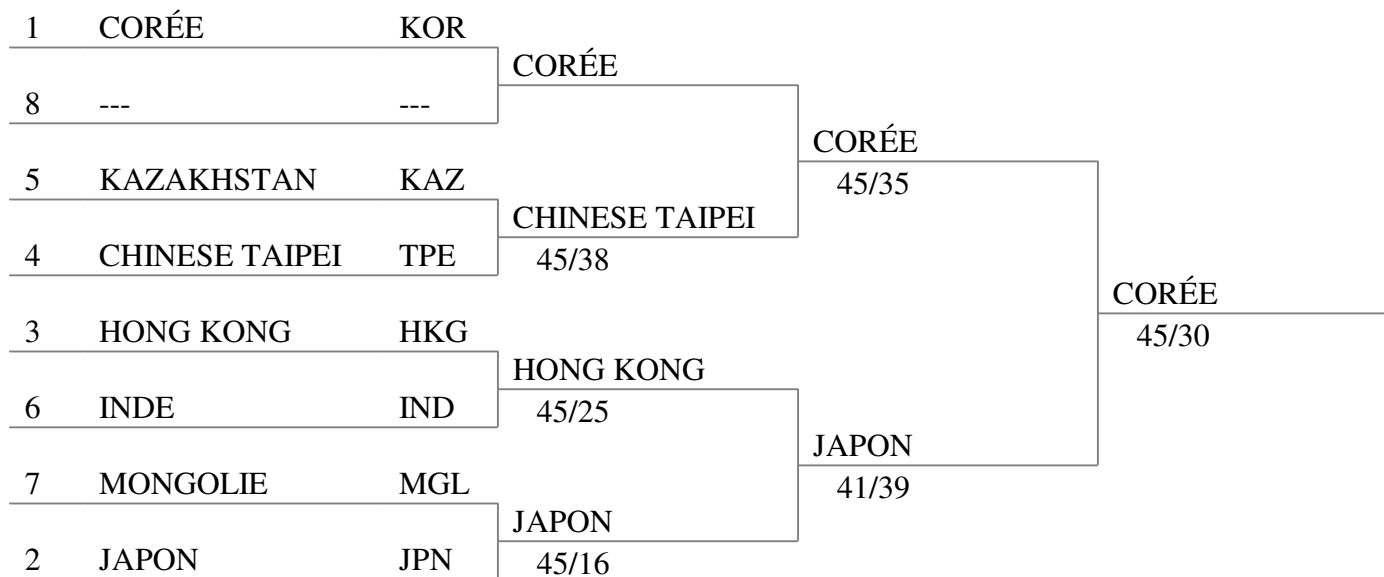 1 CORÉE KOR
8 --- ---
5 KAZAKHSTAN KAZ
4 CHINESE TAIPEI TPE
3 HONG KONG HKG
6 INDE IND
7 MONGOLIE MGL
2 JAPON JPN
CORÉE
CHINESE TAIPEI
45/38
HONG KONG
45/25
JAPON
45/16
CORÉE
45/35
JAPON
41/39
CORÉE
45/30